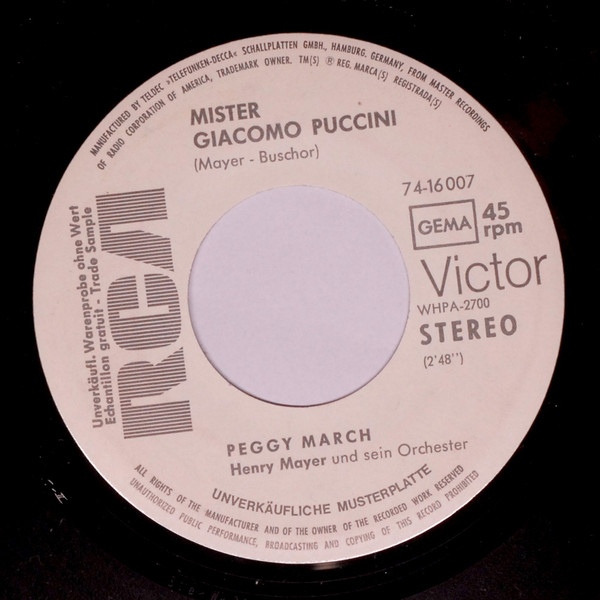 MANUFACTURED BY TELDEC »TELEFUNKEN-DECCA« SCHALLPLATTEN GMBH., HAMBURG, GERMANY, FROM MASTER RECORDINGS
OF RADIO CORPORATION OF AMERICA, TRADEMARK OWNER. TM(S) ® REG. MARCA(S) REGISTRADA(S)
MISTER
GIACOMO PUCCINI
(Mayer - Buschor)
74-16007
GEMA
45
rpm
Victor
WHPA-2700
STEREO
(2'48'')
RCA
Unverkäufl. Warenprobe ohne Wert
Echantillon gratuit - Trade Sample
PEGGY MARCH
Henry Mayer und sein Orchester
UNVERKÄUFLICHE MUSTERPLATTE
ALL RIGHTS OF THE MANUFACTURER AND OF THE OWNER OF THE RECORDED WORK RESERVED
UNAUTHORIZED PUBLIC PERFORMANCE, BROADCASTING AND COPYING OF THIS RECORD PROHIBITED